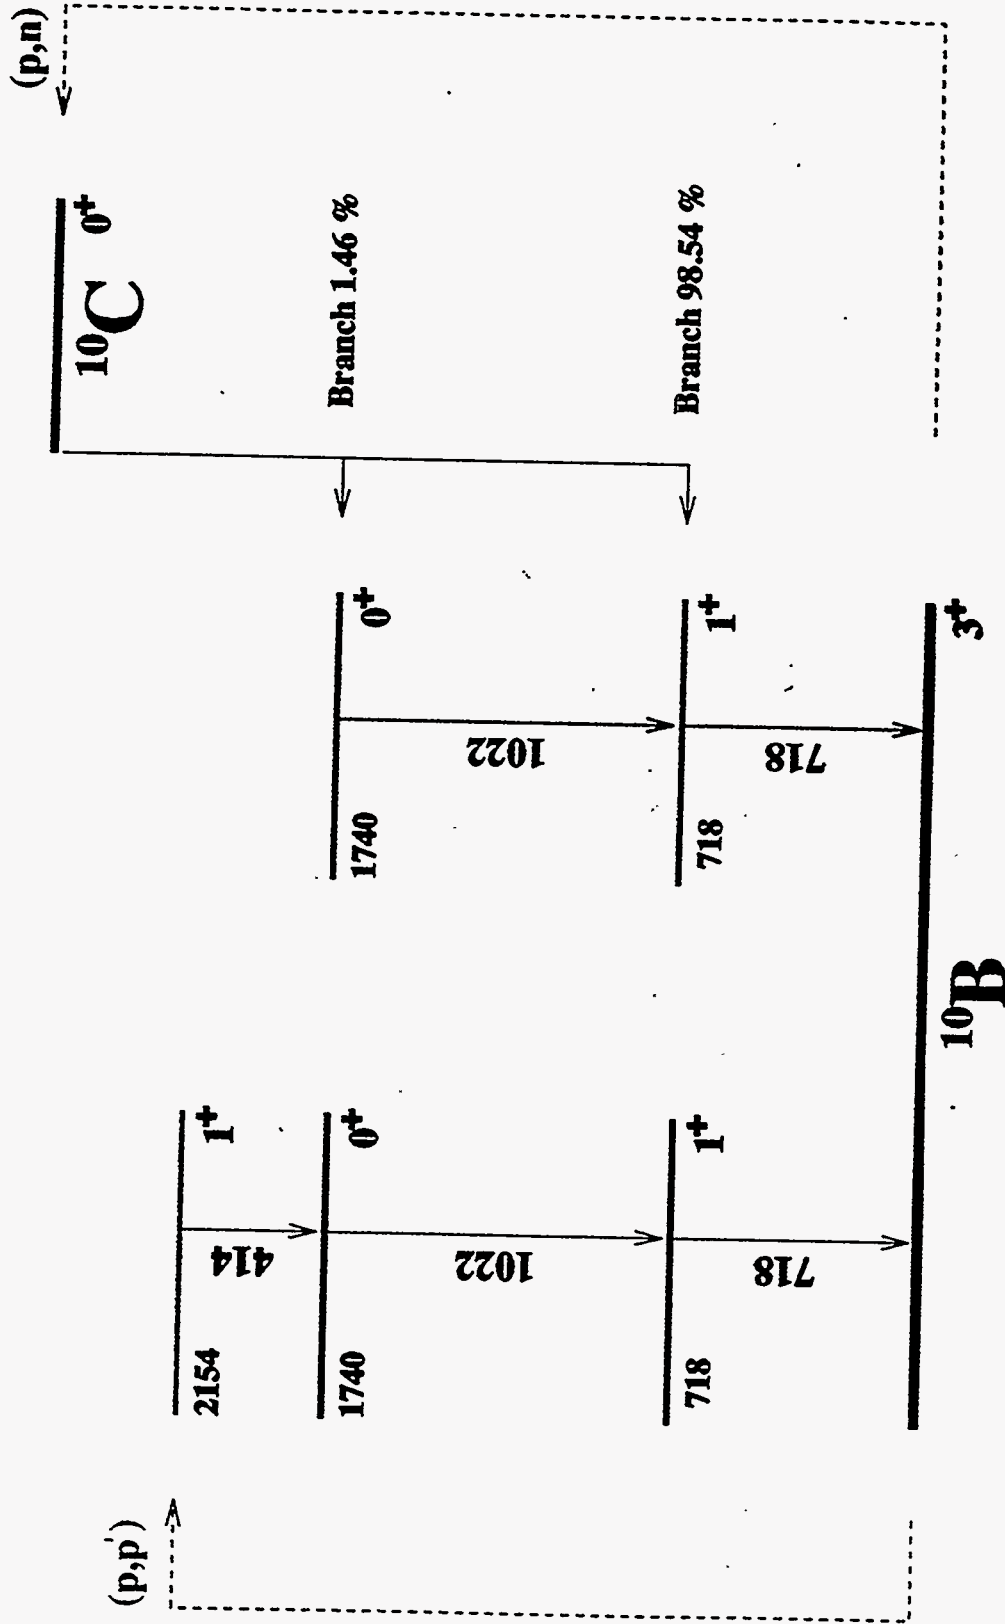 (p,n)
¹⁰C 0⁺
(p,p')
2154 1⁺
414
1740 0⁺
1022
718 1⁺
718
Branch 1.46 %
1740 0⁺
1022
Branch 98.54 %
718 1⁺
718
3⁺
¹⁰B